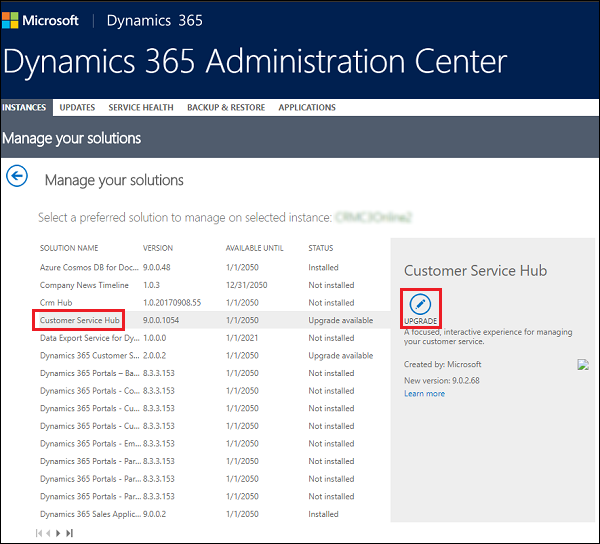 Microsoft Dynamics 365
Dynamics 365 Administration Center
INSTANCES UPDATES SERVICE HEALTH BACKUP & RESTORE APPLICATIONS
Manage your solutions
Manage your solutions
Select a preferred solution to manage on selected instance:
SOLUTION NAME VERSION AVAILABLE UNTIL STATUS
Azure Cosmos DB for Doc... 9.0.0.48 1/1/2050 Installed
Company News Timeline 1.0.3 12/31/2050 Not installed
Crm Hub 1.0.20170908.55 1/1/2050 Not installed
Customer Service Hub 9.0.0.1054 1/1/2050 Upgrade available
Data Export Service for Dy... 1.0.0.0 1/1/2021 Not installed
Dynamics 365 Customer S... 2.0.0.2 1/1/2050 Upgrade available
Dynamics 365 Portals – Ba... 8.3.3.153 1/1/2050 Not installed
Dynamics 365 Portals - Co... 8.3.3.153 1/1/2050 Not installed
Dynamics 365 Portals - Cu... 8.3.3.153 1/1/2050 Not installed
Dynamics 365 Portals - Cu... 8.3.3.153 1/1/2050 Not installed
Dynamics 365 Portals - Em... 8.3.3.153 1/1/2050 Not installed
Dynamics 365 Portals - Par... 8.3.3.153 1/1/2050 Not installed
Dynamics 365 Portals - Par... 8.3.3.153 1/1/2050 Not installed
Dynamics 365 Portals - Par... 8.3.3.153 1/1/2050 Not installed
Dynamics 365 Sales Applic... 9.0.0.2 1/1/2050 Installed
Customer Service Hub
UPGRADE
A focused, interactive experience for managing
your customer service.
Created by: Microsoft
New version: 9.0.2.68
Learn more